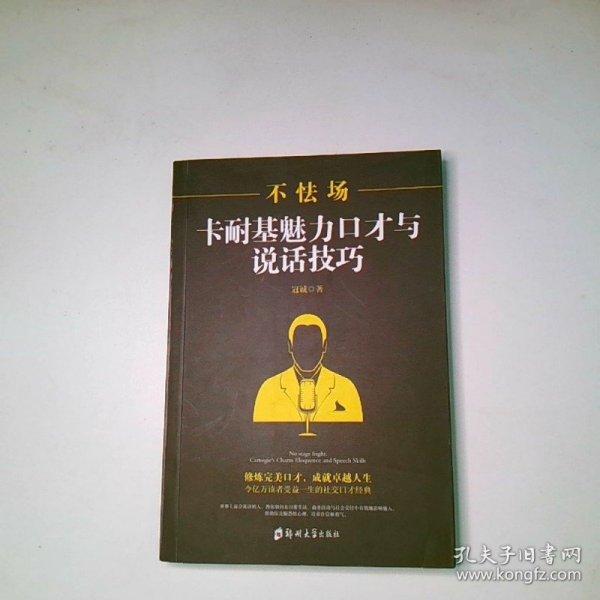 不怯场
卡耐基魅力口才与
说话技巧
冠诚◎著
No stage fright:
Carnegie's Charm Eloquence and Speech Skills
修炼完美口才，成就卓越人生
令亿万读者受益一生的社交口才经典
郑州大学出版社
孔夫子旧书网
www.kongfz.com